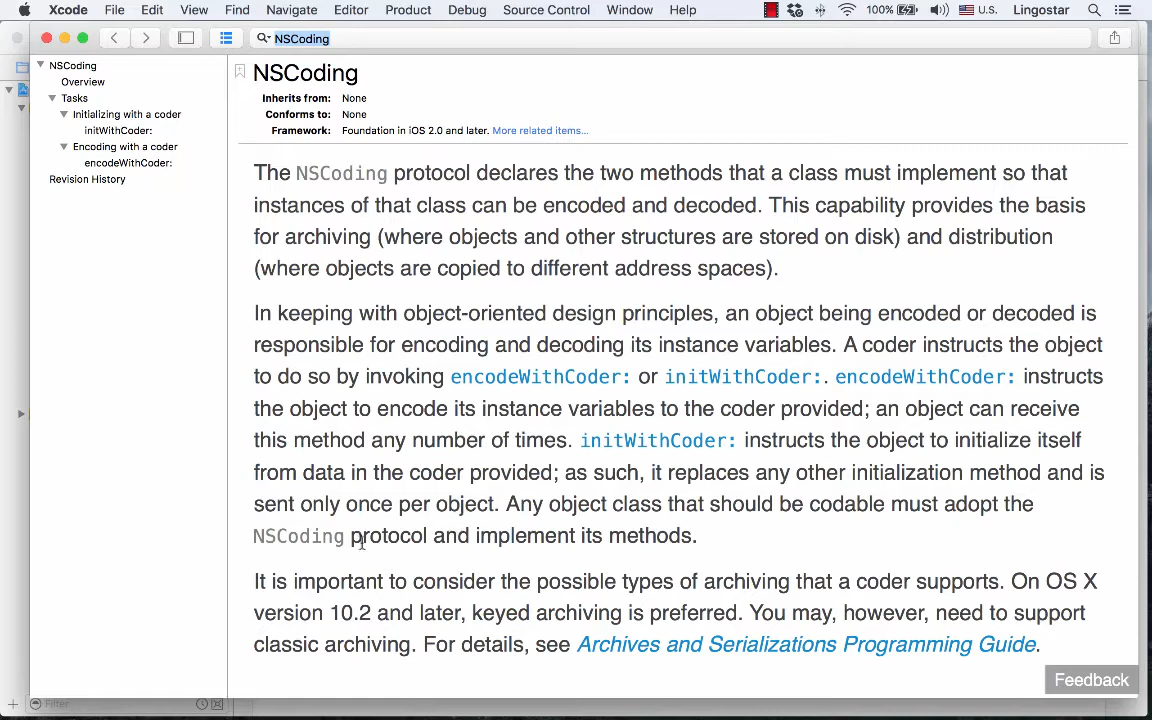 Xcode File Edit View Find Navigate Editor Product Debug Source Control Window Help 100% U.S. Lingostar
NSCoding
NSCoding
Overview
Tasks
Initializing with a coder
initWithCoder:
Encoding with a coder
encodeWithCoder:
Revision History
NSCoding
Inherits from: None
Conforms to: None
Framework: Foundation in iOS 2.0 and later. More related items...
The NSCoding protocol declares the two methods that a class must implement so that
instances of that class can be encoded and decoded. This capability provides the basis
for archiving (where objects and other structures are stored on disk) and distribution
(where objects are copied to different address spaces).
In keeping with object-oriented design principles, an object being encoded or decoded is
responsible for encoding and decoding its instance variables. A coder instructs the object
to do so by invoking encodeWithCoder: or initWithCoder:. encodeWithCoder: instructs
the object to encode its instance variables to the coder provided; an object can receive
this method any number of times. initWithCoder: instructs the object to initialize itself
from data in the coder provided; as such, it replaces any other initialization method and is
sent only once per object. Any object class that should be codable must adopt the
NSCoding protocol and implement its methods.
It is important to consider the possible types of archiving that a coder supports. On OS X
version 10.2 and later, keyed archiving is preferred. You may, however, need to support
classic archiving. For details, see Archives and Serializations Programming Guide.
Feedback
Filter